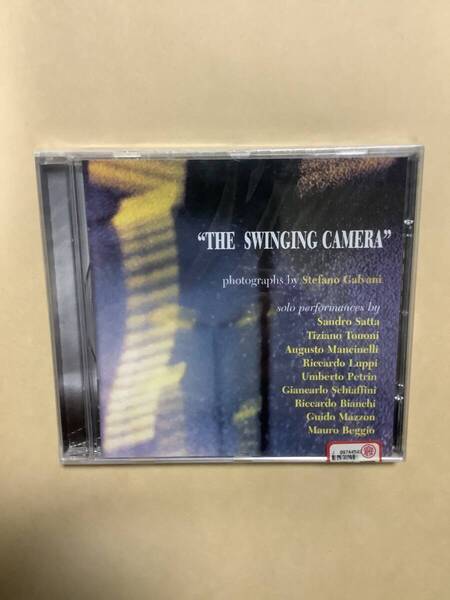 “THE SWINGING CAMERA”
photographs by Stefano Galvani
solo performances by
Sandro Satta
Tiziano Tononi
Augusto Mancinelli
Riccardo Luppi
Umberto Petrin
Giancarlo Schiaffini
Riccardo Bianchi
Guido Mazzon
Mauro Beggio